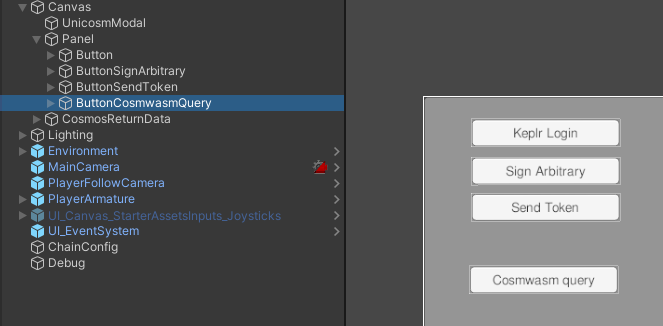 Canvas
UnicosmModal
Panel
Button
ButtonSignArbitrary
ButtonSendToken
ButtonCosmwasmQuery
CosmosReturnData
Lighting
Environment
MainCamera
PlayerFollowCamera
PlayerArmature
UI_Canvas_StarterAssetsInputs_Joysticks
UI_EventSystem
ChainConfig
Debug
Keplr Login
Sign Arbitrary
Send Token
Cosmwasm query